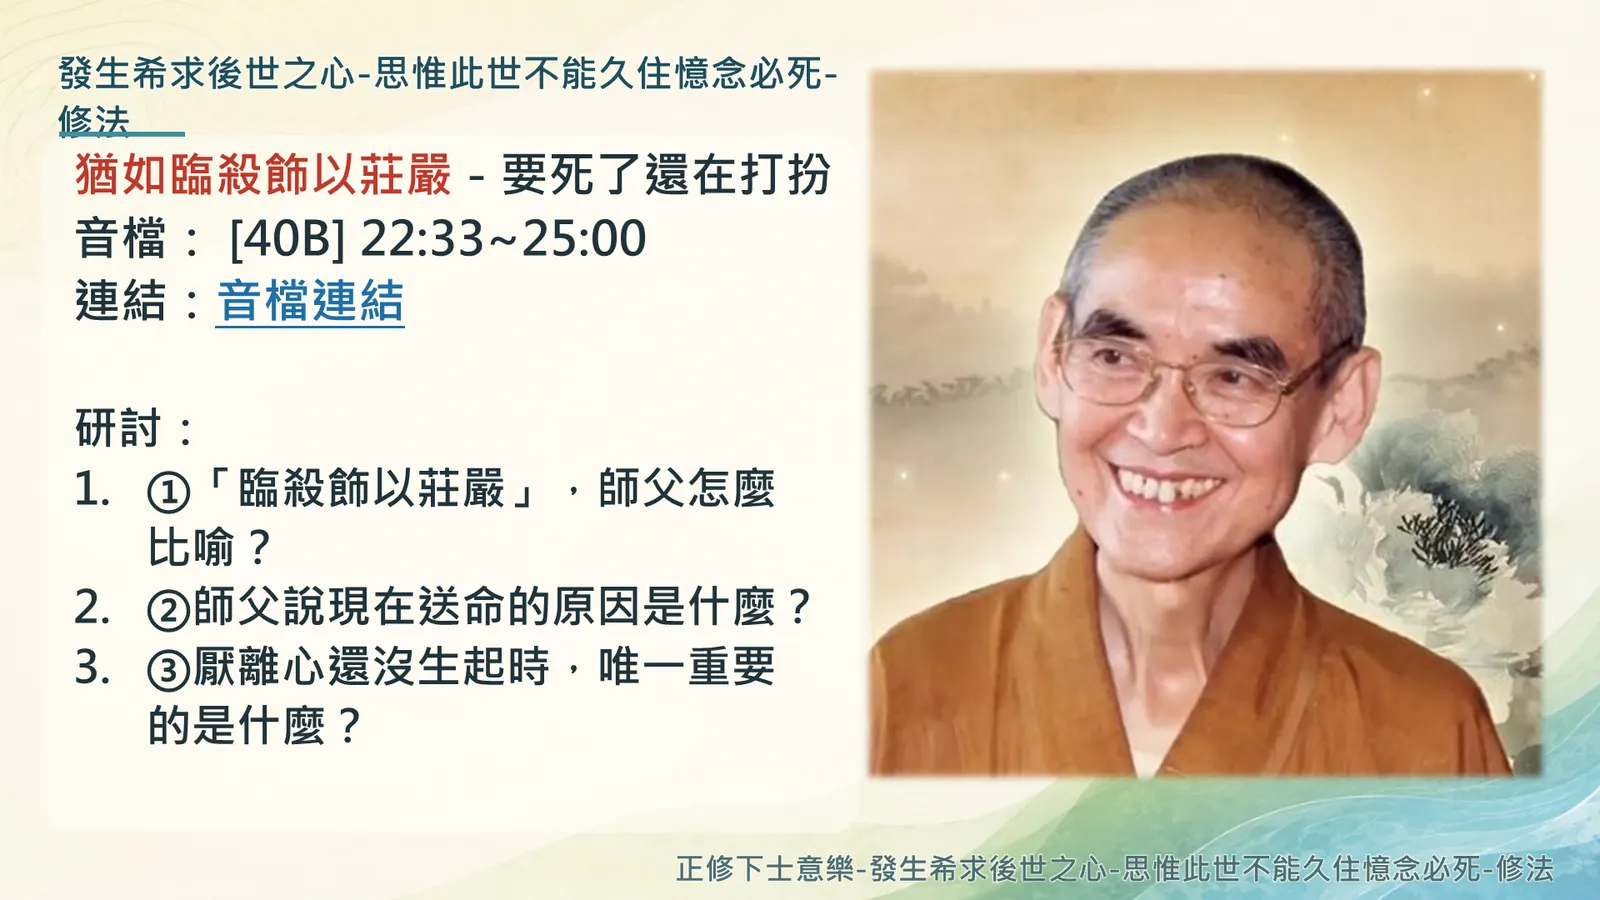 發生希求後世之心-思惟此世不能久住憶念必死-
修法
猶如臨殺飾以莊嚴 - 要死了還在打扮
音檔： [40B] 22:33~25:00
連結：音檔連結
研討：
1. ①「臨殺飾以莊嚴」，師父怎麼
比喻？
2. ②師父說現在送命的原因是什麼？
3. ③厭離心還沒生起時，唯一重要
的是什麼？
正修下士意樂-發生希求後世之心-思惟此世不能久住憶念必死-修法